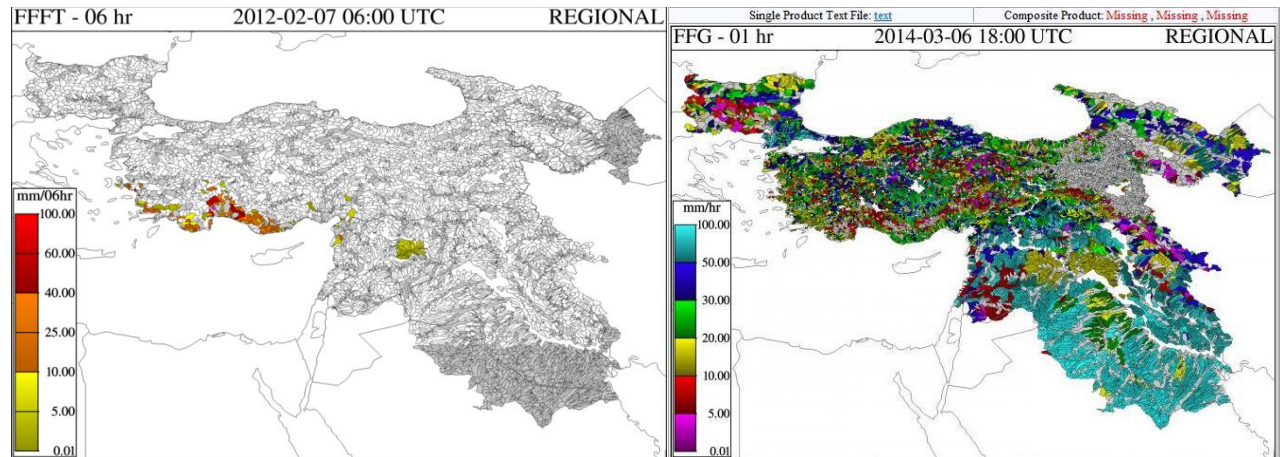 FFFT - 06 hr 2012-02-07 06:00 UTC REGIONAL
mm/06hr
100.00
60.00
40.00
25.00
10.00
5.00
0.01
Single Product Text File: text Composite Product: Missing , Missing , Missing
FFG - 01 hr 2014-03-06 18:00 UTC REGIONAL
mm/hr
100.00
50.00
30.00
20.00
10.00
5.00
0.01